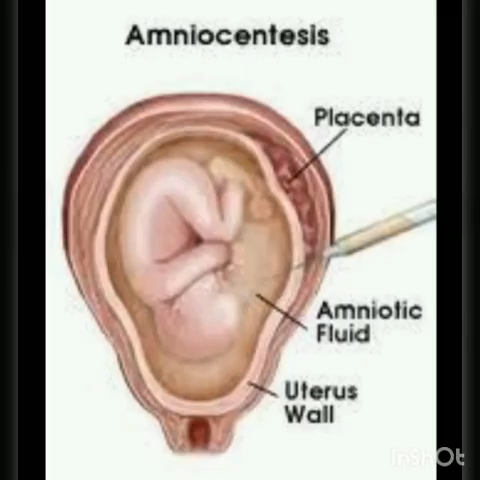 Amniocentesis
Placenta
Amniotic
Fluid
Uterus
Wall
InShOt